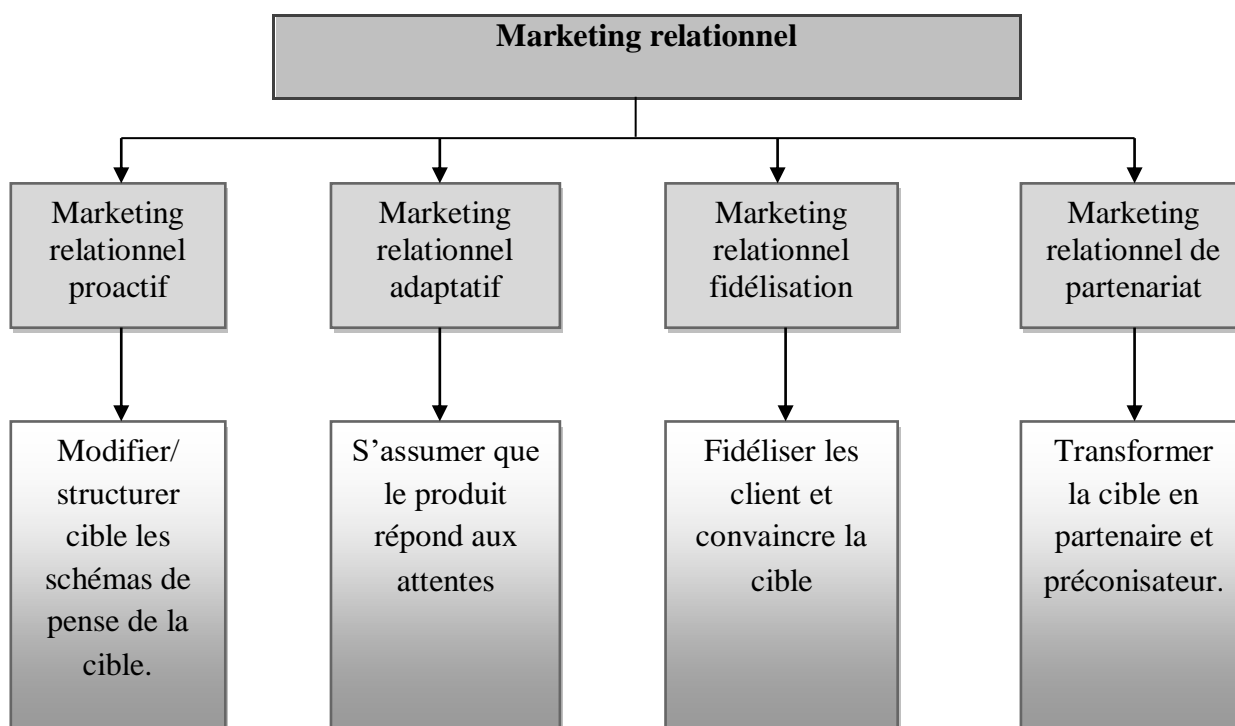 Marketing relationnel
Marketing
relationnel
proactif
Marketing
relationnel
adaptatif
Marketing
relationnel
fidélisation
Marketing
relationnel de
partenariat
Modifier/
structurer
cible les
schémas de
pense de la
cible.
S’assumer que
le produit
répond aux
attentes
Fidéliser les
client et
convaincre la
cible
Transformer
la cible en
partenaire et
préconisateur.